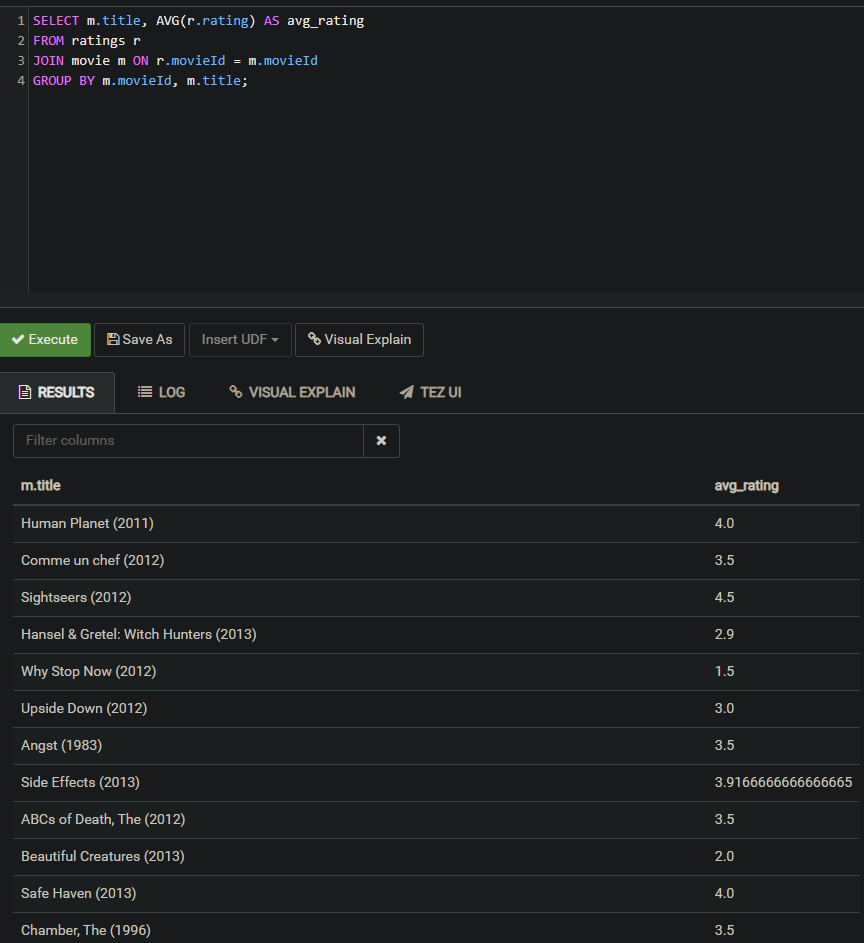 1 SELECT m.title, AVG(r.rating) AS avg_rating
2 FROM ratings r
3 JOIN movie m ON r.movieId = m.movieId
4 GROUP BY m.movieId, m.title;
Execute Save As Insert UDF Visual Explain
RESULTS LOG VISUAL EXPLAIN TEZ UI
Filter columns
m.title avg_rating
Human Planet (2011) 4.0
Comme un chef (2012) 3.5
Sightseers (2012) 4.5
Hansel & Gretel: Witch Hunters (2013) 2.9
Why Stop Now (2012) 1.5
Upside Down (2012) 3.0
Angst (1983) 3.5
Side Effects (2013) 3.9166666666666665
ABCs of Death, The (2012) 3.5
Beautiful Creatures (2013) 2.0
Safe Haven (2013) 4.0
Chamber, The (1996) 3.5